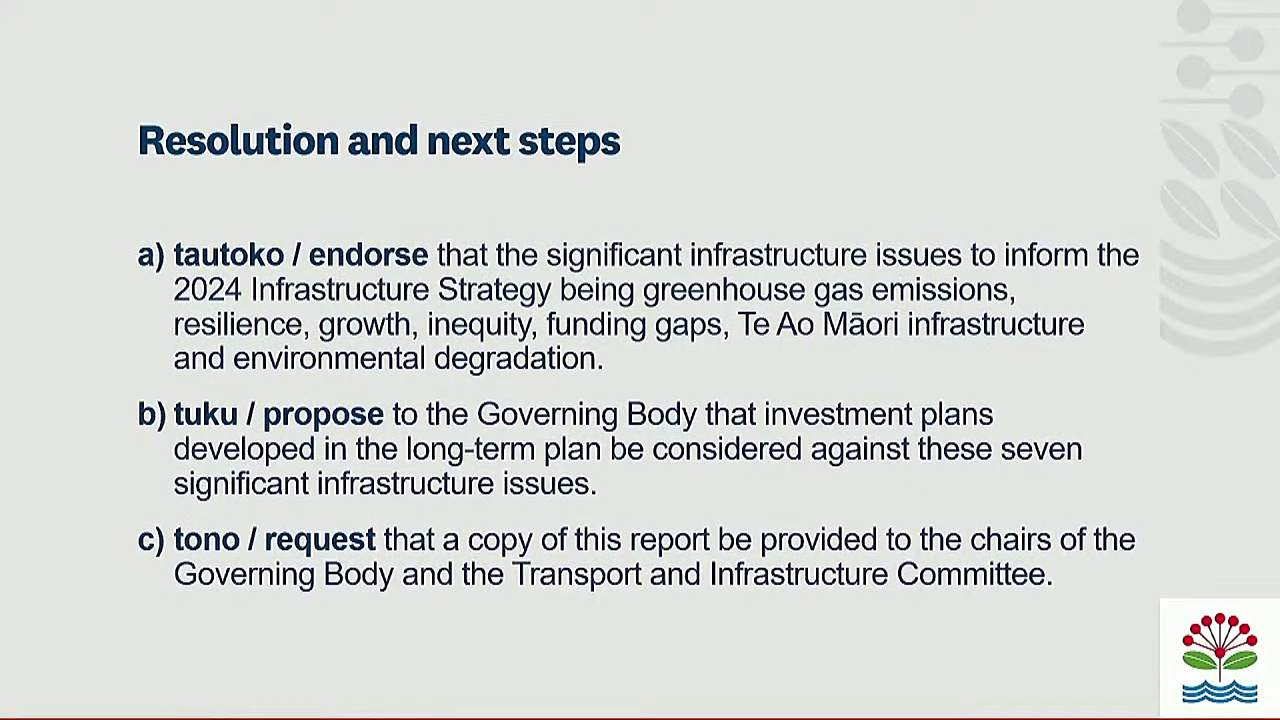 Resolution and next steps
a) tautoko / endorse that the significant infrastructure issues to inform the
2024 Infrastructure Strategy being greenhouse gas emissions,
resilience, growth, inequity, funding gaps, Te Ao Māori infrastructure
and environmental degradation.
b) tuku / propose to the Governing Body that investment plans
developed in the long-term plan be considered against these seven
significant infrastructure issues.
c) tono / request that a copy of this report be provided to the chairs of the
Governing Body and the Transport and Infrastructure Committee.